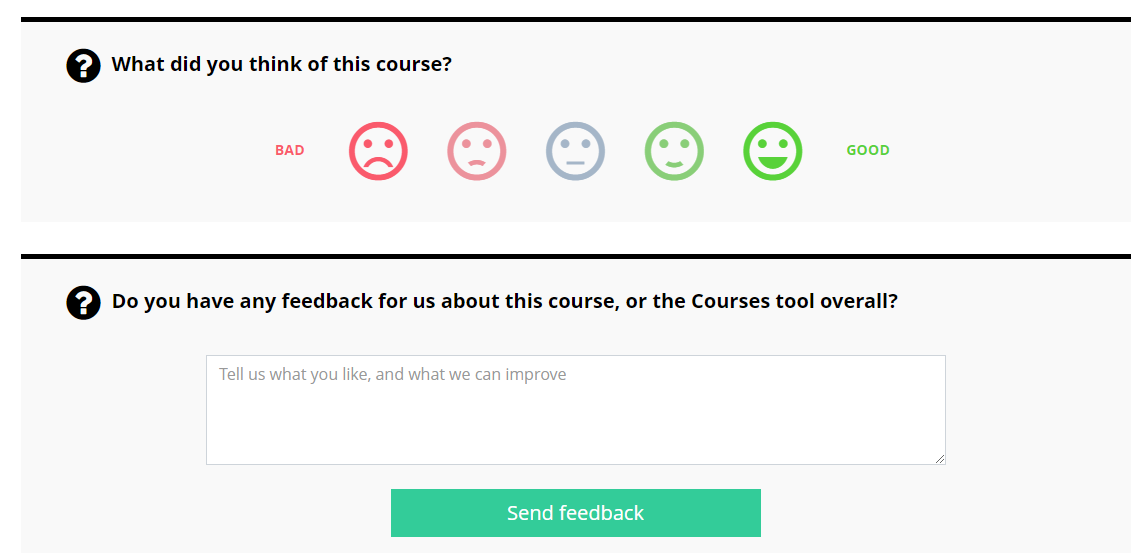 What did you think of this course?
BAD
GOOD
Do you have any feedback for us about this course, or the Courses tool overall?
Tell us what you like, and what we can improve
Send feedback